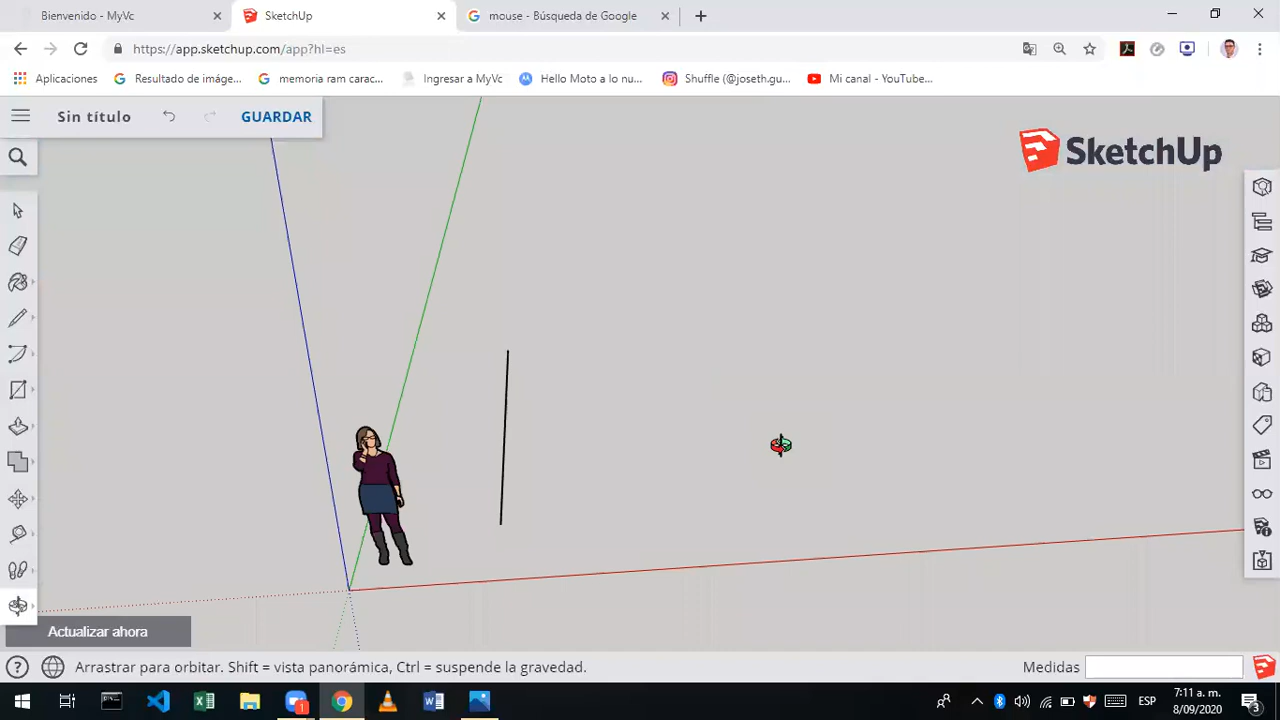 Bienvenido - MyVc
SketchUp
mouse - Búsqueda de Google
https://app.sketchup.com/app?hl=es
Aplicaciones
Resultado de imáge...
memoria ram carac...
Ingresar a MyVc
Hello Moto a lo nu...
Shuffle (@joseth.gu...
Mi canal - YouTube...
Sin título
GUARDAR
SketchUp
Actualizar ahora
Arrastrar para orbitar. Shift = vista panorámica, Ctrl = suspende la gravedad.
Medidas
1
ESP
7:11 a. m.
8/09/2020
3